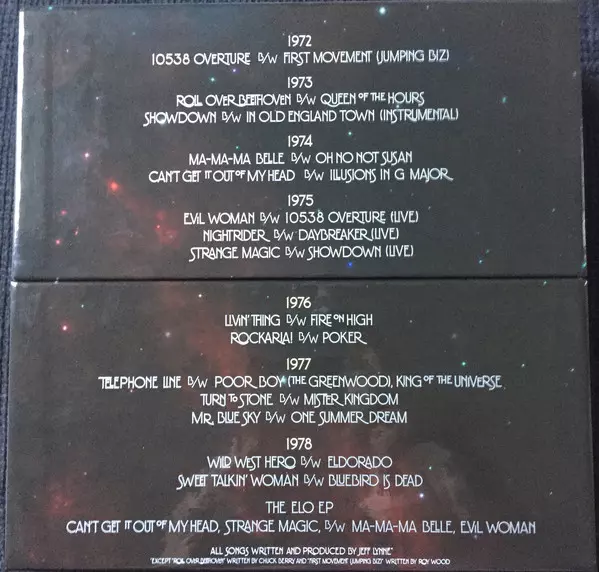 1972
10538 OVERTURE B/W FIRST MOVEMENT (JUMPING BIZ)
1973
ROLL OVER BEETHOVEN B/W QUEEN OF THE HOURS
SHOWDOWN B/W IN OLD ENGLAND TOWN (INSTRUMENTAL)
1974
MA-MA-MA BELLE B/W OH NO NOT SUSAN
CAN'T GET IT OUT OF MY HEAD B/W ILLUSIONS IN G MAJOR
1975
EVIL WOMAN B/W 10538 OVERTURE (LIVE)
NIGHTRIDER B/W DAYBREAKER (LIVE)
STRANGE MAGIC B/W SHOWDOWN (LIVE)
1976
LIVIN' THING B/W FIRE ON HIGH
ROCKARIA! B/W POKER
1977
TELEPHONE LINE B/W POOR BOY (THE GREENWOOD), KING OF THE UNIVERSE
TURN TO STONE B/W MISTER KINGDOM
MR. BLUE SKY B/W ONE SUMMER DREAM
1978
WILD WEST HERO B/W ELDORADO
SWEET TALKIN' WOMAN B/W BLUEBIRD IS DEAD
THE ELO EP
CAN'T GET IT OUT OF MY HEAD, STRANGE MAGIC, B/W MA-MA-MA BELLE, EVIL WOMAN
ALL SONGS WRITTEN AND PRODUCED BY JEFF LYNNE*
*EXCEPT "ROLL OVER BEETHOVEN" WRITTEN BY CHUCK BERRY AND "FIRST MOVEMENT (JUMPING BIZ)" WRITTEN BY ROY WOOD